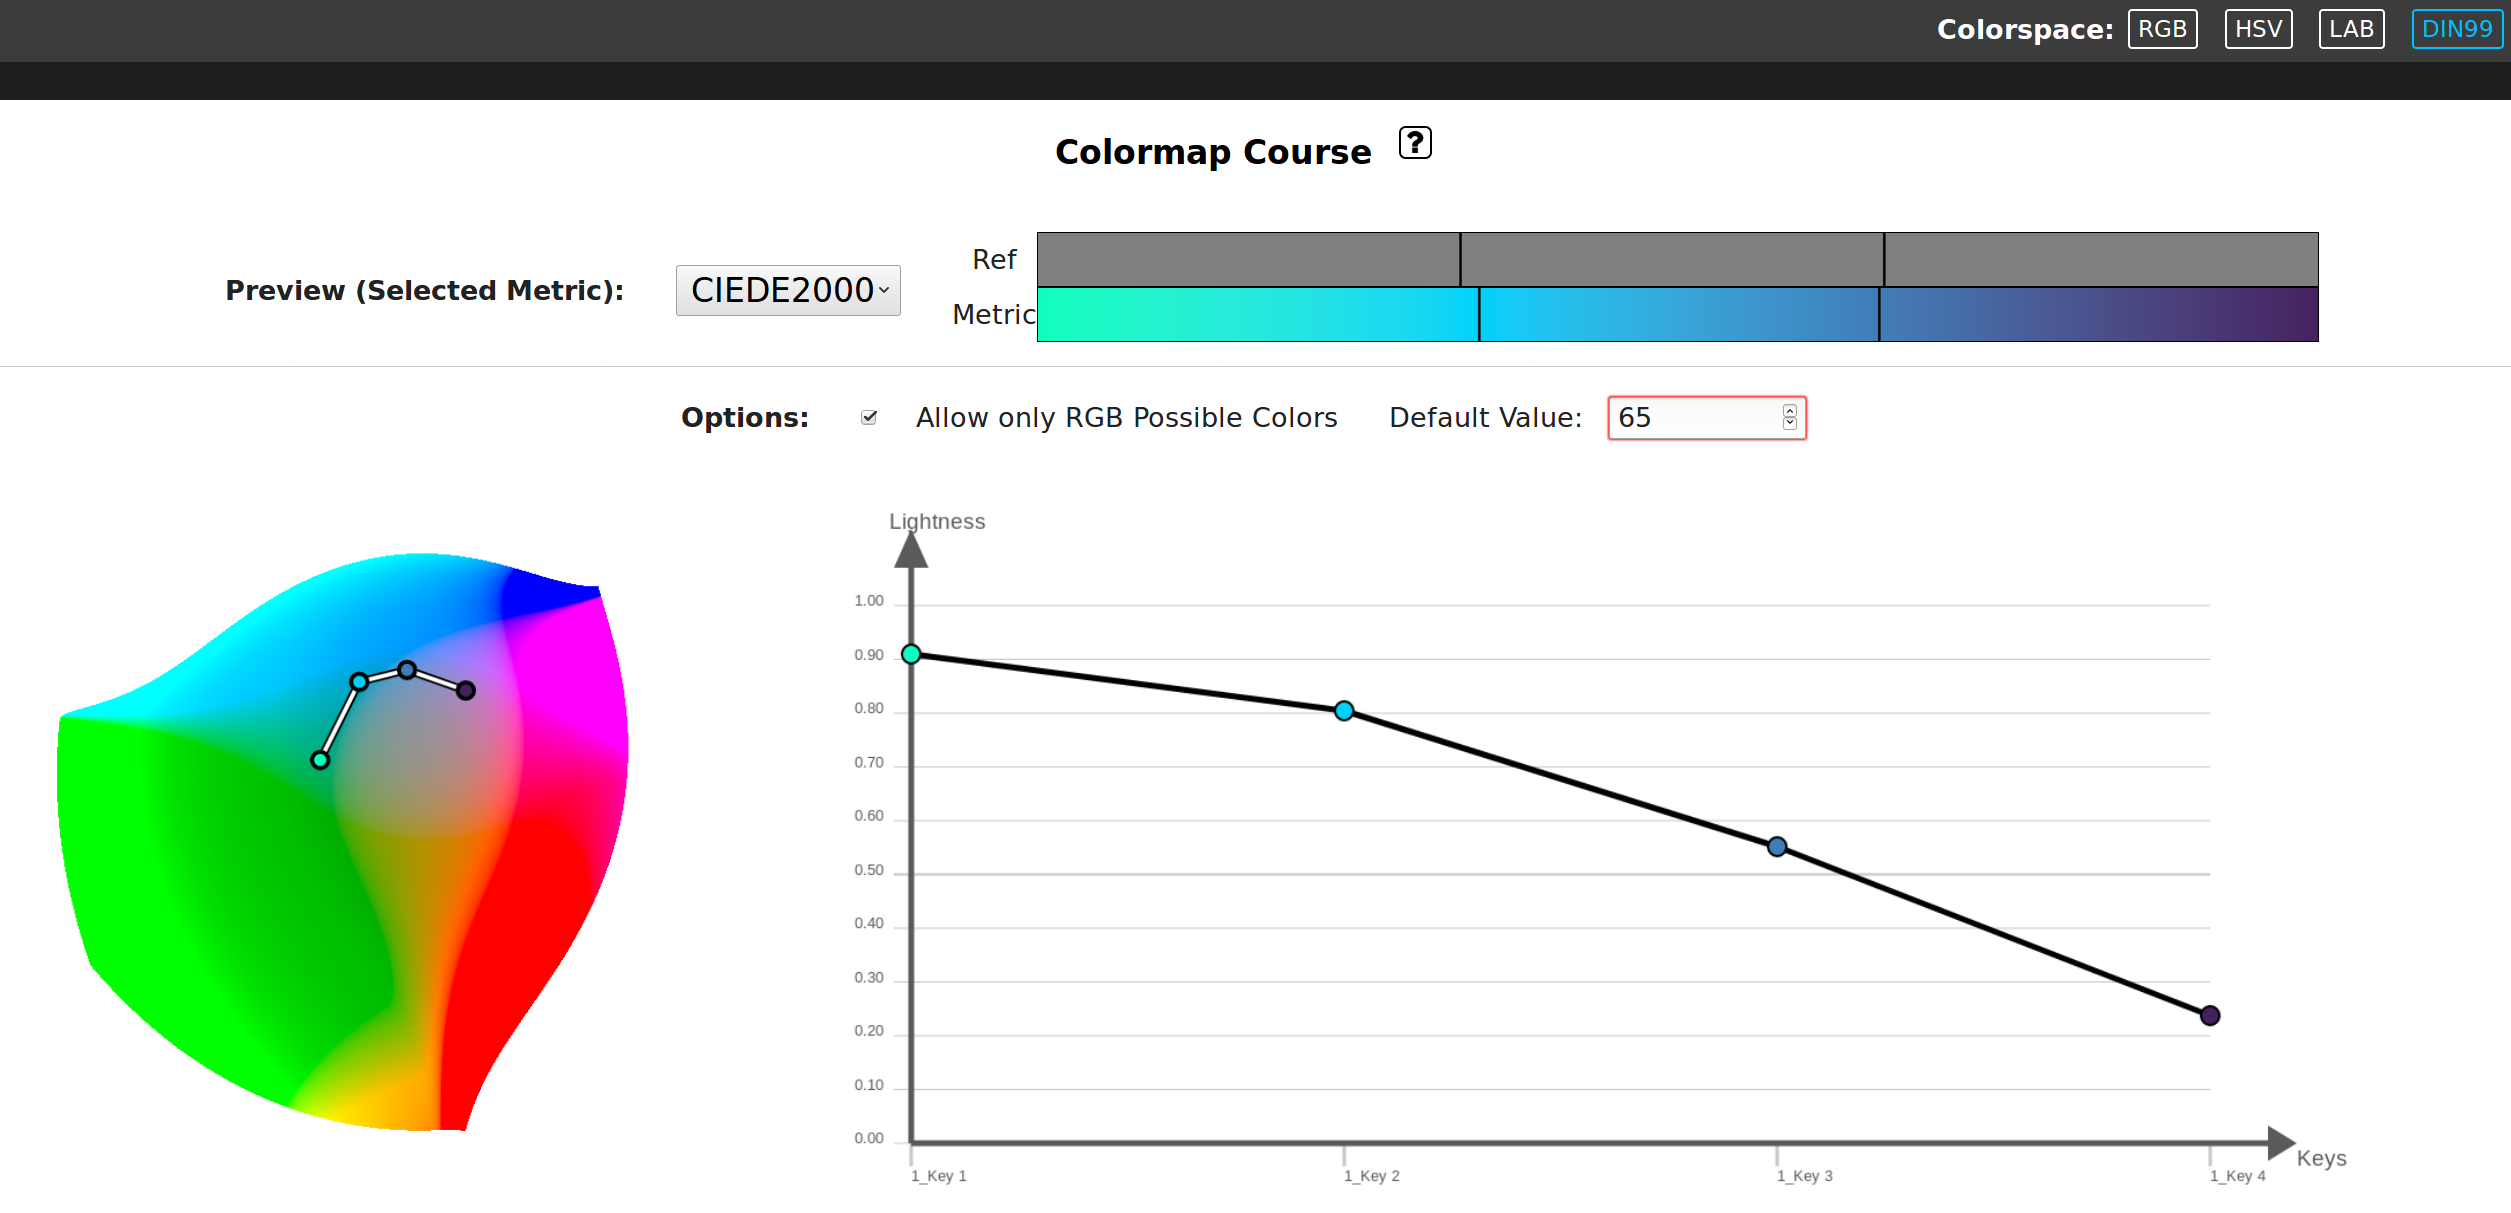 Colorspace: RGB HSV LAB DIN99
Colormap Course ?
Ref
Preview (Selected Metric): CIEDE2000
Metric
Options: Allow only RGB Possible Colors Default Value: 65
Lightness
1.00
0.90
0.80
0.70
0.60
0.50
0.40
0.30
0.20
0.10
0.00
Keys
1_Key 1 1_Key 2 1_Key 3 1_Key 4